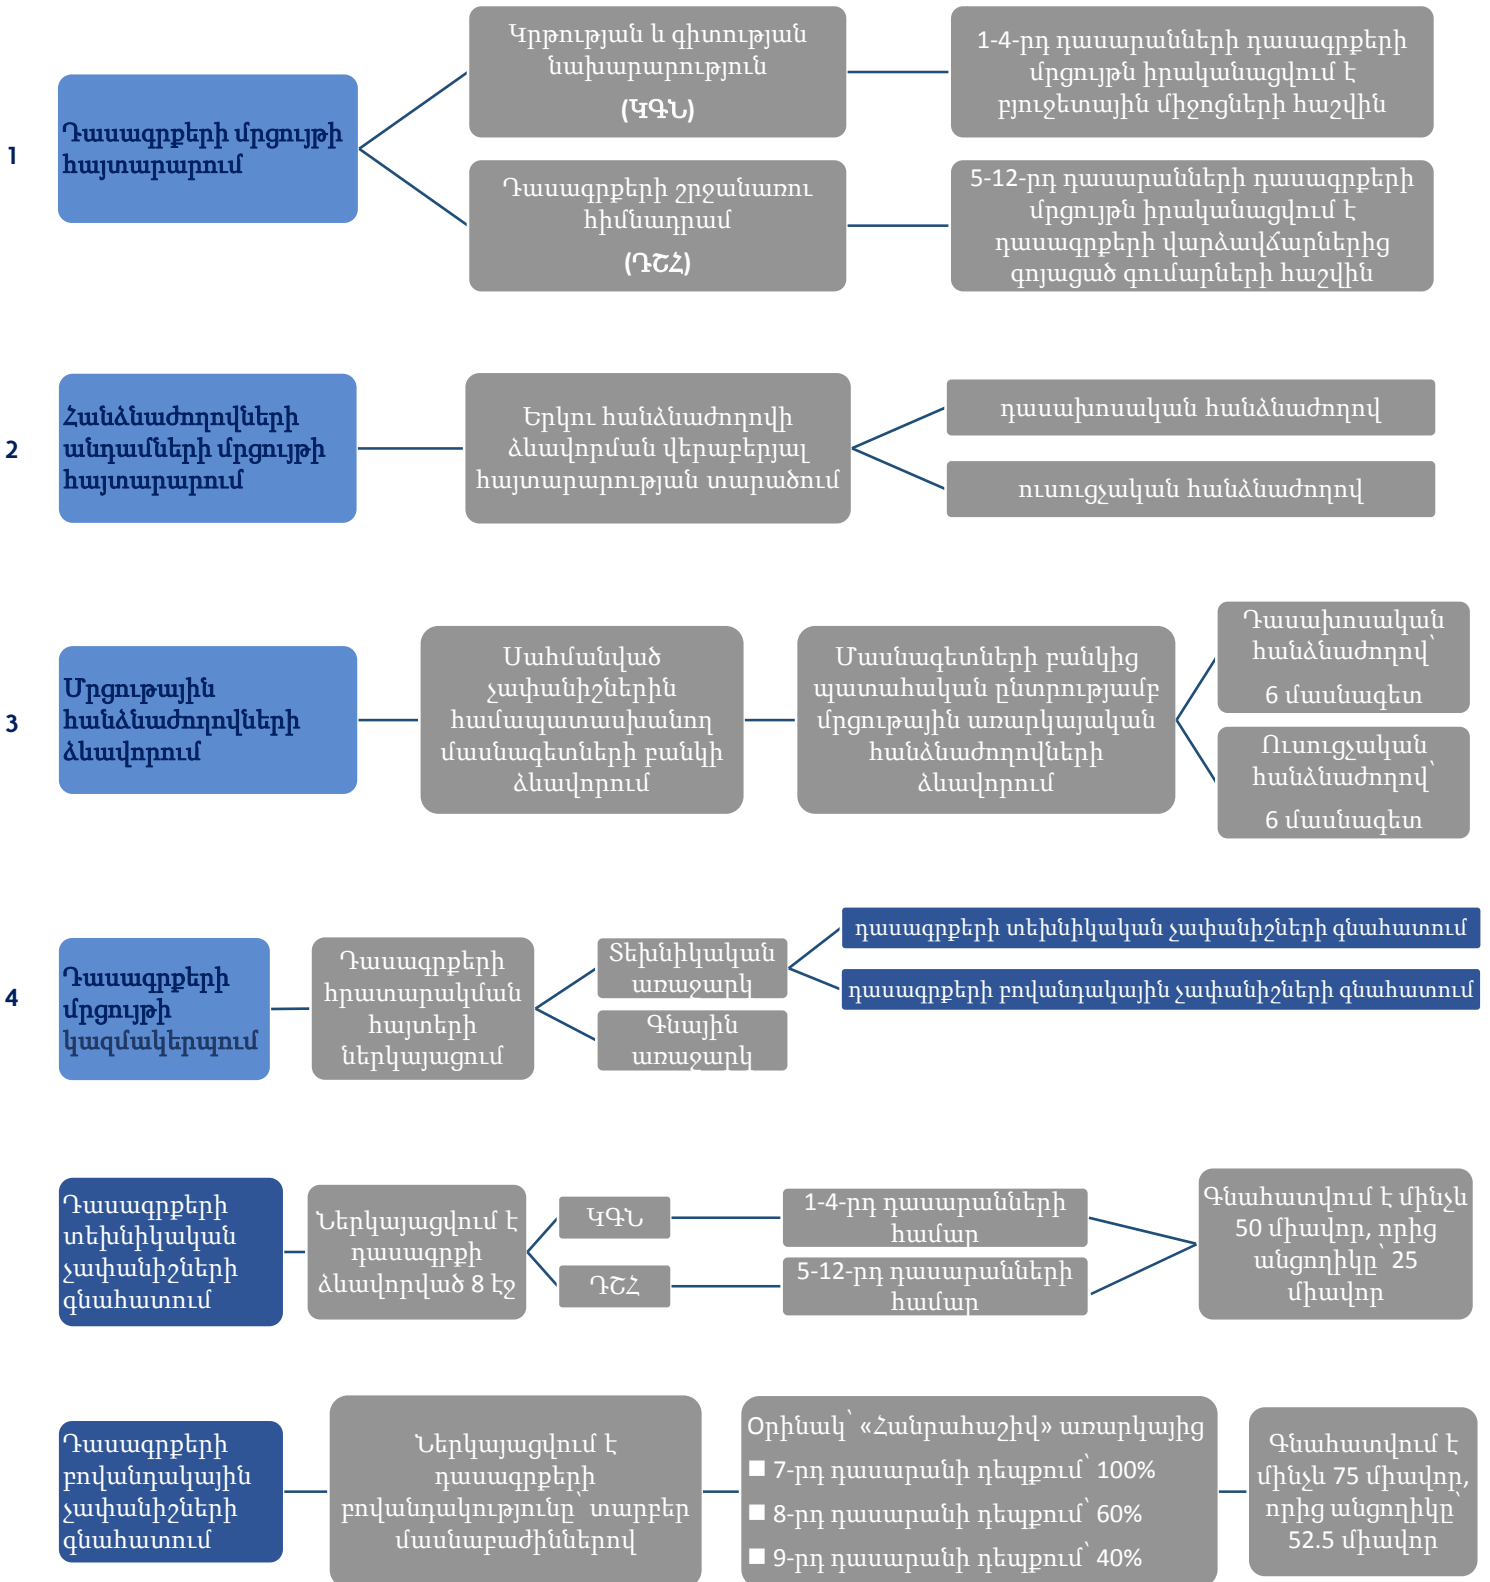 1
Դասագրքերի մրցույթի
հայտարարում
Կրթության և գիտության
նախարարություն
(ԿԳՆ)
1-4-րդ դասարանների դասագրքերի
մրցույթն իրականացվում է
բյուջետային միջոցների հաշվին
Դասագրքերի շրջանառու
հիմնադրամ
(ԴՇՀ)
5-12-րդ դասարանների դասագրքերի
մրցույթն իրականացվում է
դասագրքերի վարձավճարներից
գոյացած գումարների հաշվին
2
Հանձնաժողովների
անդամների մրցույթի
հայտարարում
Երկու հանձնաժողովի
ձևավորման վերաբերյալ
հայտարարության տարածում
դասախոսական հանձնաժողով
ուսուցչական հանձնաժողով
3
Մրցութային
հանձնաժողովների
ձևավորում
Սահմանված
չափանիշներին
համապատասխանող
մասնագետների բանկի
ձևավորում
Մասնագետների բանկից
պատահական ընտրությամբ
մրցութային առարկայական
հանձնաժողովների
ձևավորում
Դասախոսական
հանձնաժողով՝
6 մասնագետ
Ուսուցչական
հանձնաժողով՝
6 մասնագետ
4
Դասագրքերի
մրցույթի
կազմակերպում
Դասագրքերի
հրատարակման
հայտերի
ներկայացում
Տեխնիկական
առաջարկ
Գնային
առաջարկ
դասագրքերի տեխնիկական չափանիշների գնահատում
դասագրքերի բովանդակային չափանիշների գնահատում
Դասագրքերի
տեխնիկական
չափանիշների
գնահատում
Ներկայացվում է
դասագրքի
ձևավորված 8 էջ
ԿԳՆ
1-4-րդ դասարանների
համար
ԴՇՀ
5-12-րդ դասարանների
համար
Գնահատվում է մինչև
50 միավոր, որից
անցողիկը՝ 25
միավոր
Դասագրքերի
բովանդակային
չափանիշների
գնահատում
Ներկայացվում է
դասագրքերի
բովանդակությունը՝ տարբեր
մասնաբաժիններով
Օրինակ՝ «Հանրահաշիվ» առարկայից
■ 7-րդ դասարանի դեպքում՝ 100%
■ 8-րդ դասարանի դեպքում՝ 60%
■ 9-րդ դասարանի դեպքում՝ 40%
Գնահատվում է
մինչև 75 միավոր,
որից անցողիկը՝
52.5 միավոր